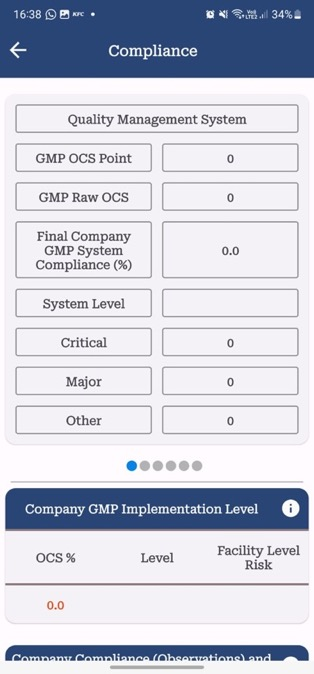 16:38 KFC • Vo) LTE2 34%
Compliance
Quality Management System
GMP OCS Point 0
GMP Raw OCS 0
Final Company
GMP System 0.0
Compliance (%)
System Level
Critical 0
Major 0
Other 0
Company GMP Implementation Level i
OCS % Level Facility Level
Risk
0.0
Company Compliance (Observations) and